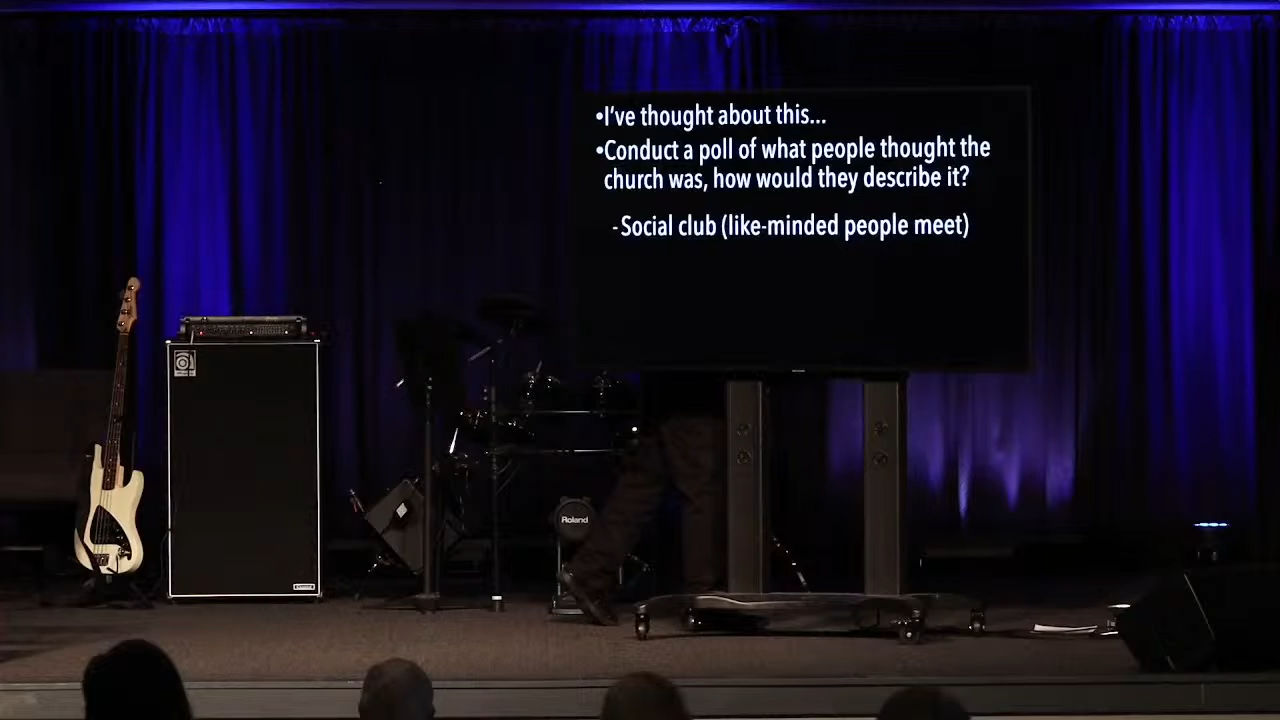 •I've thought about this...
•Conduct a poll of what people thought the
church was, how would they describe it?
- Social club (like-minded people meet)
Roland